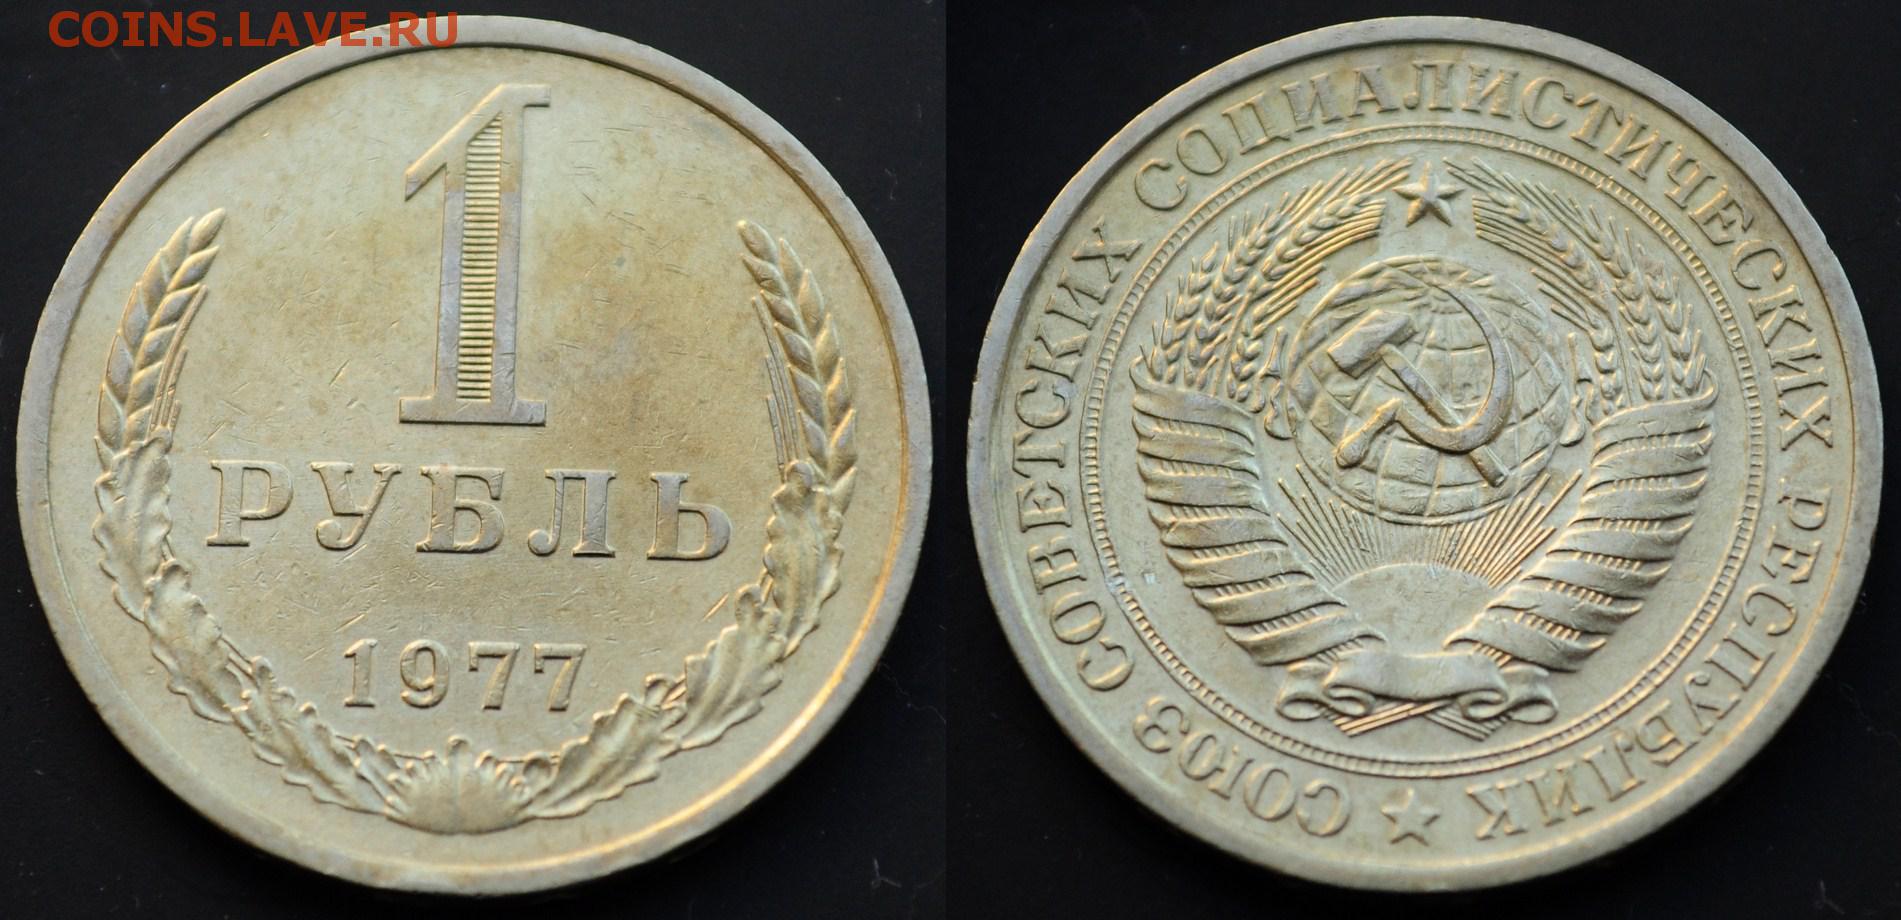 COINS.LAVE.RU
1
РУБЛЬ
1977
СОЮЗ СОВЕТСКИХ СОЦИАЛИСТИЧЕСКИХ РЕСПУБЛИК